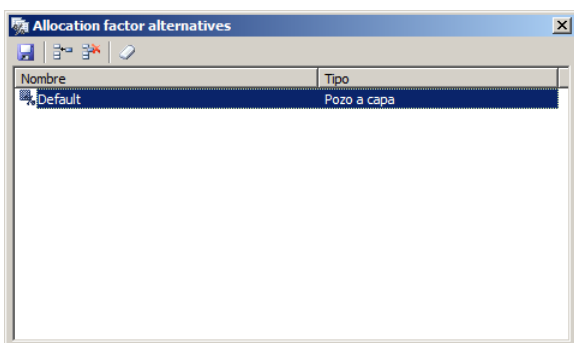 Allocation factor alternatives
Nombre Tipo
Default Pozo a capa